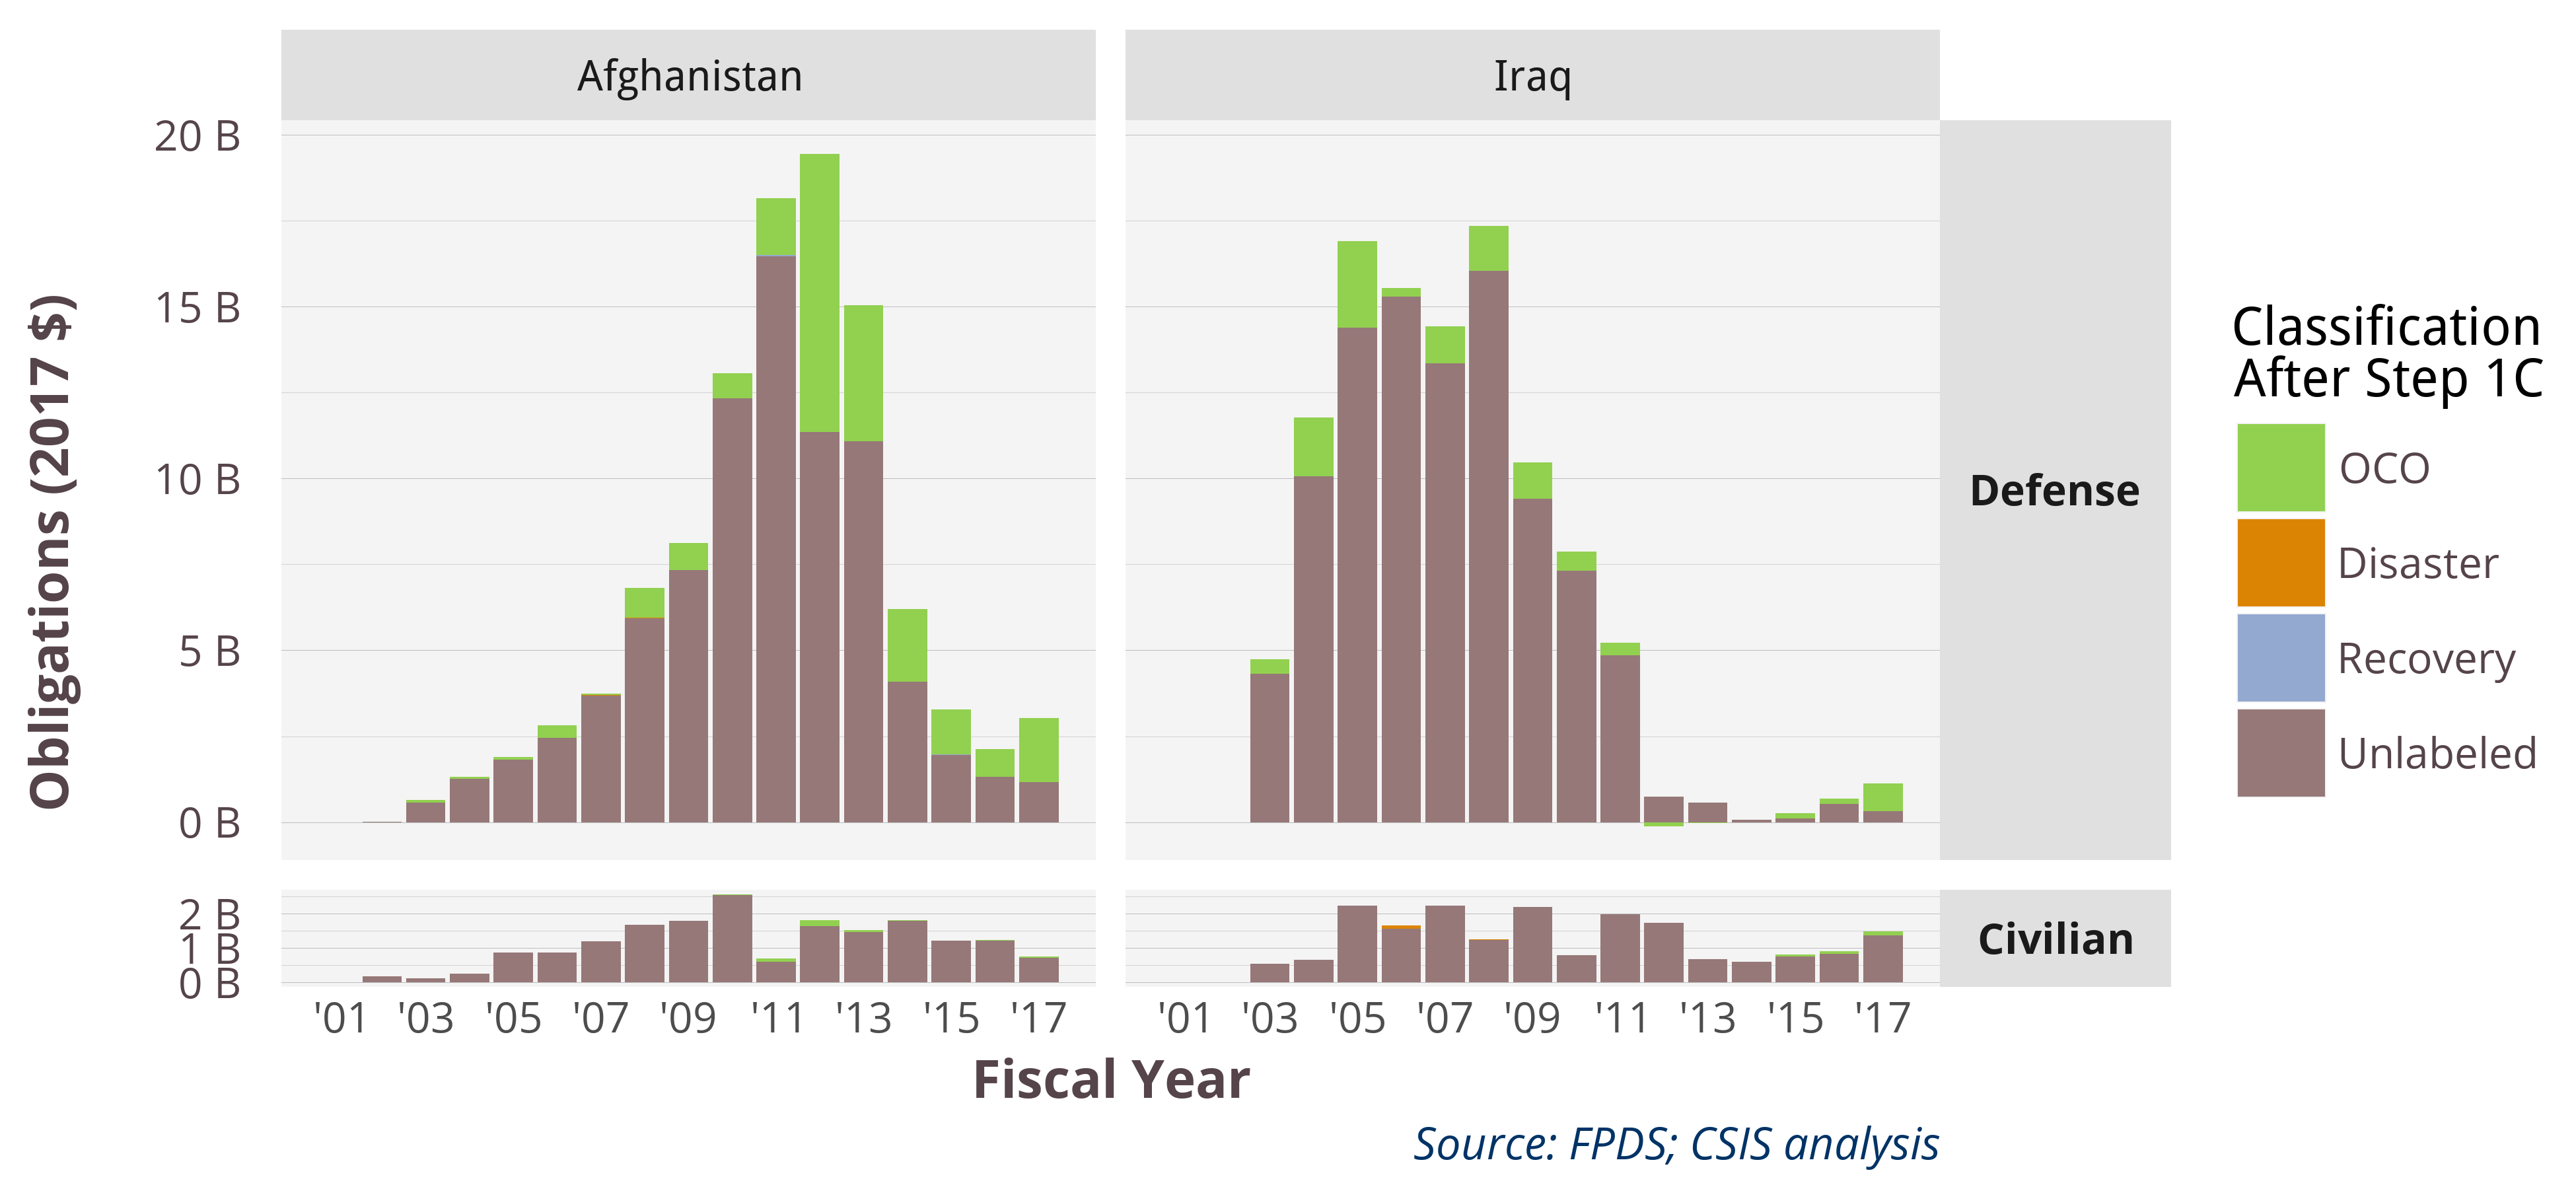 Afghanistan
Iraq
Obligations (2017 $)
20 B
15 B
10 B
5 B
0 B
Defense
2 B
1 B
0 B
Civilian
'01 '03 '05 '07 '09 '11 '13 '15 '17
'01 '03 '05 '07 '09 '11 '13 '15 '17
Fiscal Year
Classification
After Step 1C
OCO
Disaster
Recovery
Unlabeled
Source: FPDS; CSIS analysis